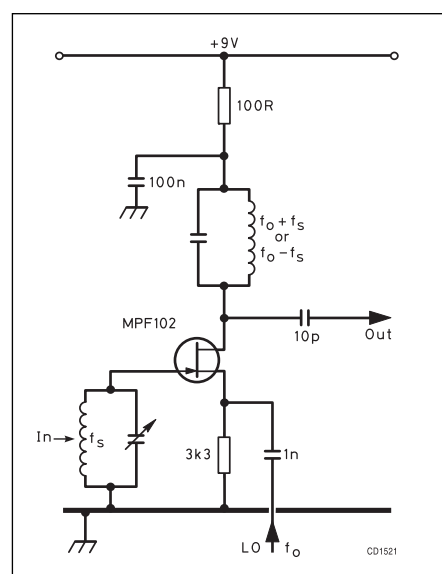 +9V
100R
100n
fo + fs
or
fo – fs
MPF102
10p
Out
In
fs
3k3
1n
LO
fo
CD1521